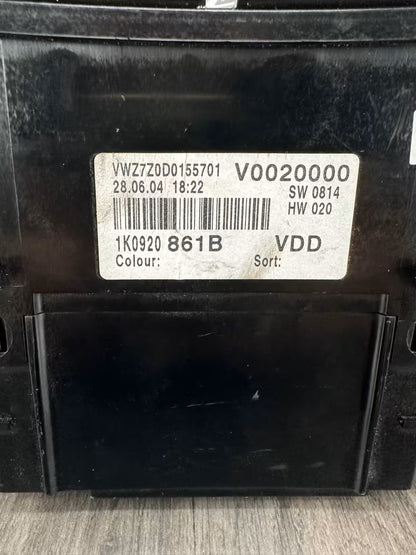 VWZ7Z0D0155701 V0020000
28.06.04 18:22 SW 0814
HW 020
1K0920 861B VDD
Colour: Sort: